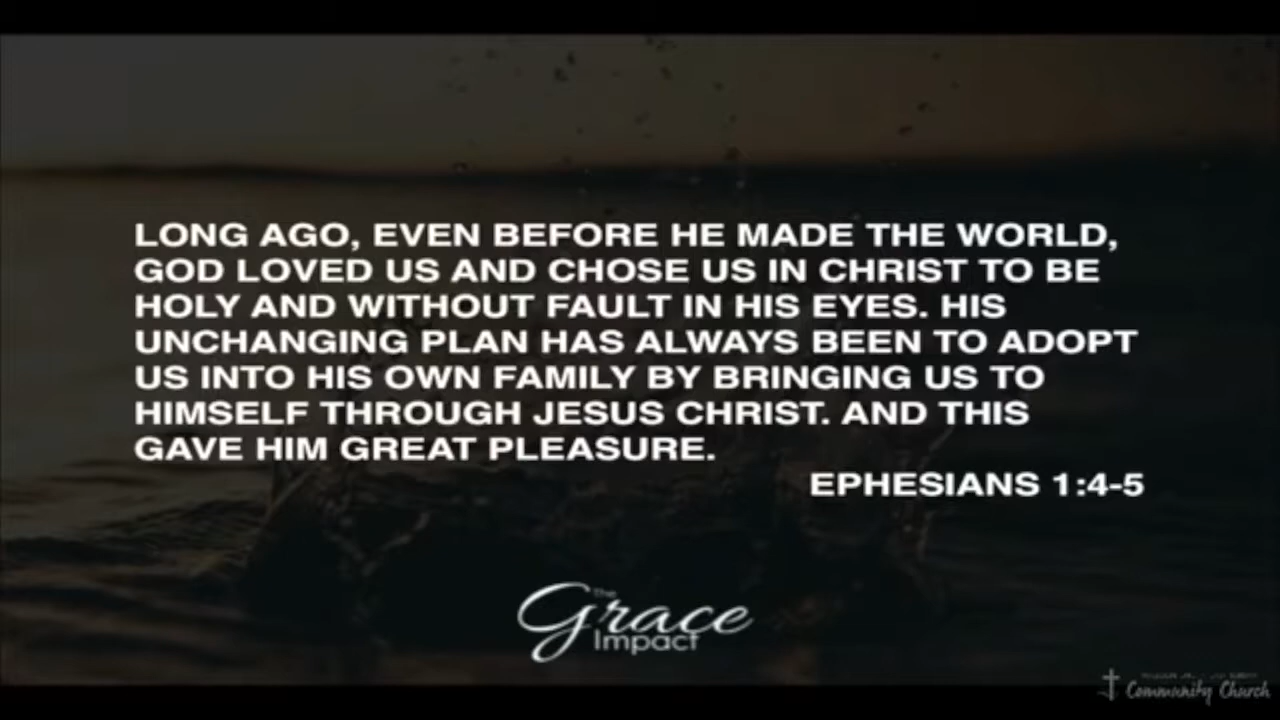 LONG AGO, EVEN BEFORE HE MADE THE WORLD,
GOD LOVED US AND CHOSE US IN CHRIST TO BE
HOLY AND WITHOUT FAULT IN HIS EYES. HIS
UNCHANGING PLAN HAS ALWAYS BEEN TO ADOPT
US INTO HIS OWN FAMILY BY BRINGING US TO
HIMSELF THROUGH JESUS CHRIST. AND THIS
GAVE HIM GREAT PLEASURE.
EPHESIANS 1:4-5
The
Grace
Impact
Community Church